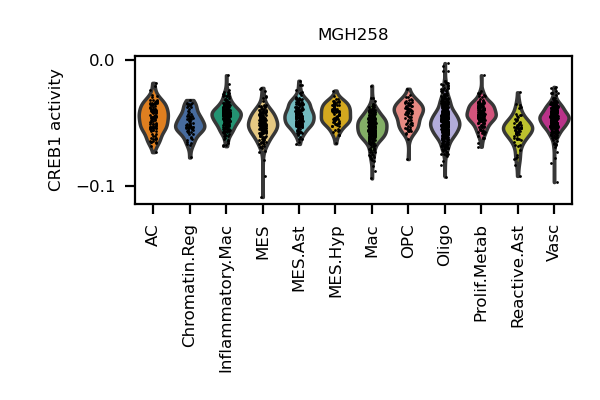 MGH258
CREB1 activity
0.0
−0.1
AC
Chromatin.Reg
Inflammatory.Mac
MES
MES.Ast
MES.Hyp
Mac
OPC
Oligo
Prolif.Metab
Reactive.Ast
Vasc